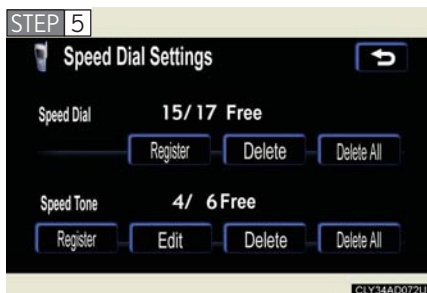 STEP 5
Speed Dial Settings
Speed Dial 15/17 Free
Register Delete Delete All
Speed Tone 4/ 6 Free
Register Edit Delete Delete All
CLY34AD072U